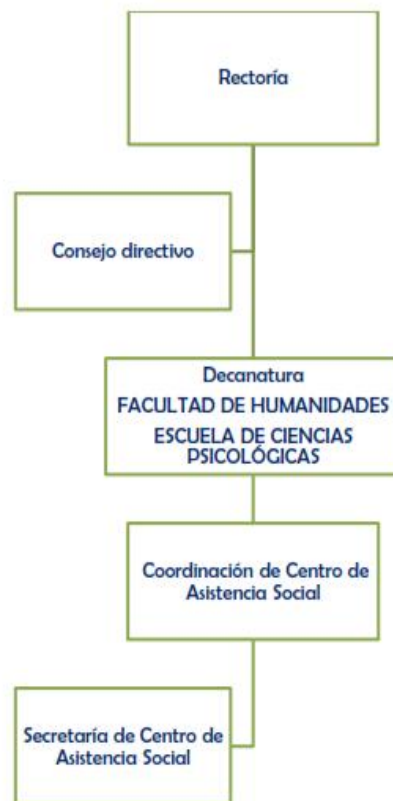 Rectoría
Consejo directivo
Decanatura
FACULTAD DE HUMANIDADES
ESCUELA DE CIENCIAS
PSICOLÓGICAS
Coordinación de Centro de
Asistencia Social
Secretaría de Centro de
Asistencia Social